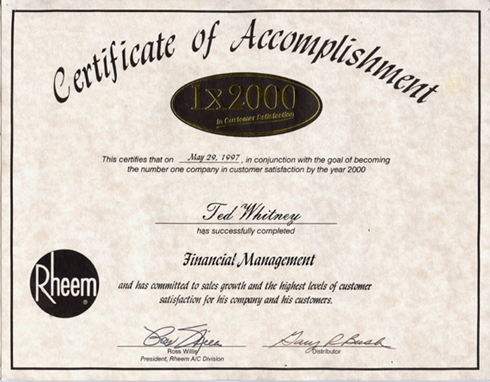 Certificate of Accomplishment
1x2000
in Customer Satisfaction
This certifies that on May 29, 1997, in conjunction with the goal of becoming
the number one company in customer satisfaction by the year 2000
Ted Whitney
has successfully completed
Financial Management
Rheem®
and has committed to sales growth and the highest levels of customer
satisfaction for his company and his customers.
Gary R Bush
Ross Willis
Distributor
President, Rheem A/C Division